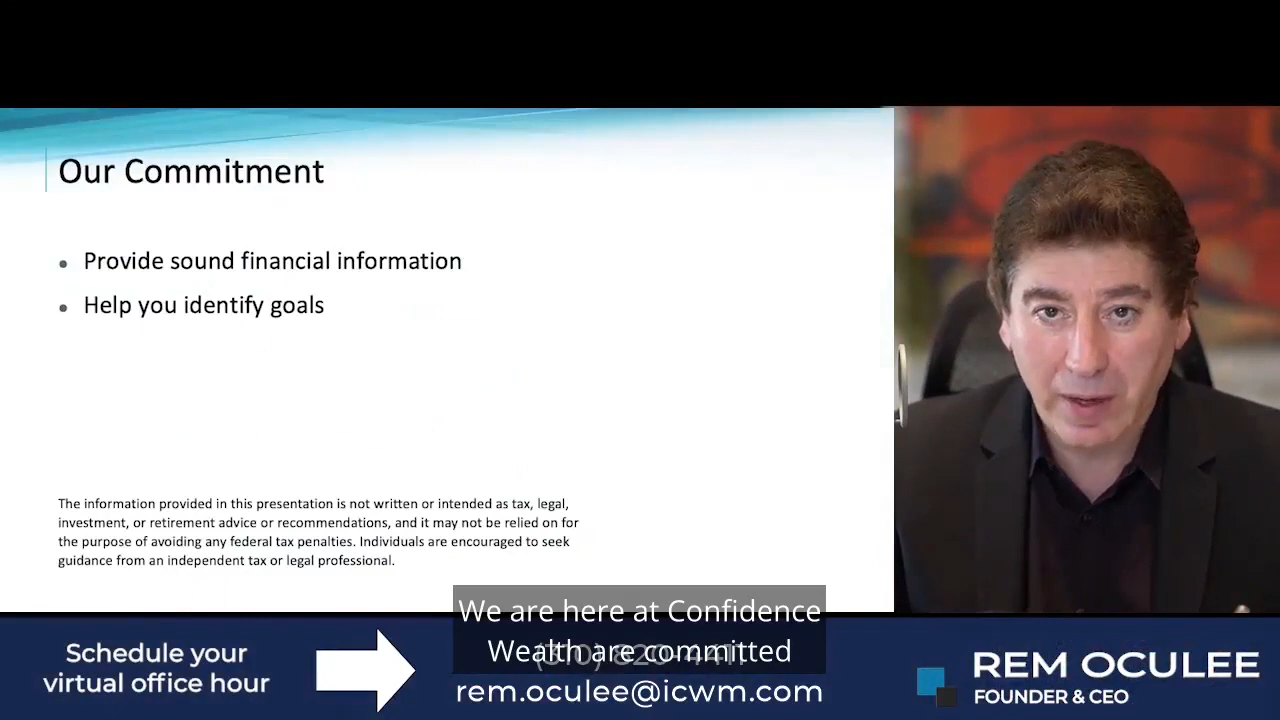 Our Commitment
Provide sound financial information
Help you identify goals
The information provided in this presentation is not written or intended as tax, legal,
investment, or retirement advice or recommendations, and it may not be relied on for
the purpose of avoiding any federal tax penalties. Individuals are encouraged to seek
guidance from an independent tax or legal professional.
We are here at Confidence
Wealth are committed
Schedule your
virtual office hour
rem.oculee@icwm.com
REM OCULEE
FOUNDER & CEO